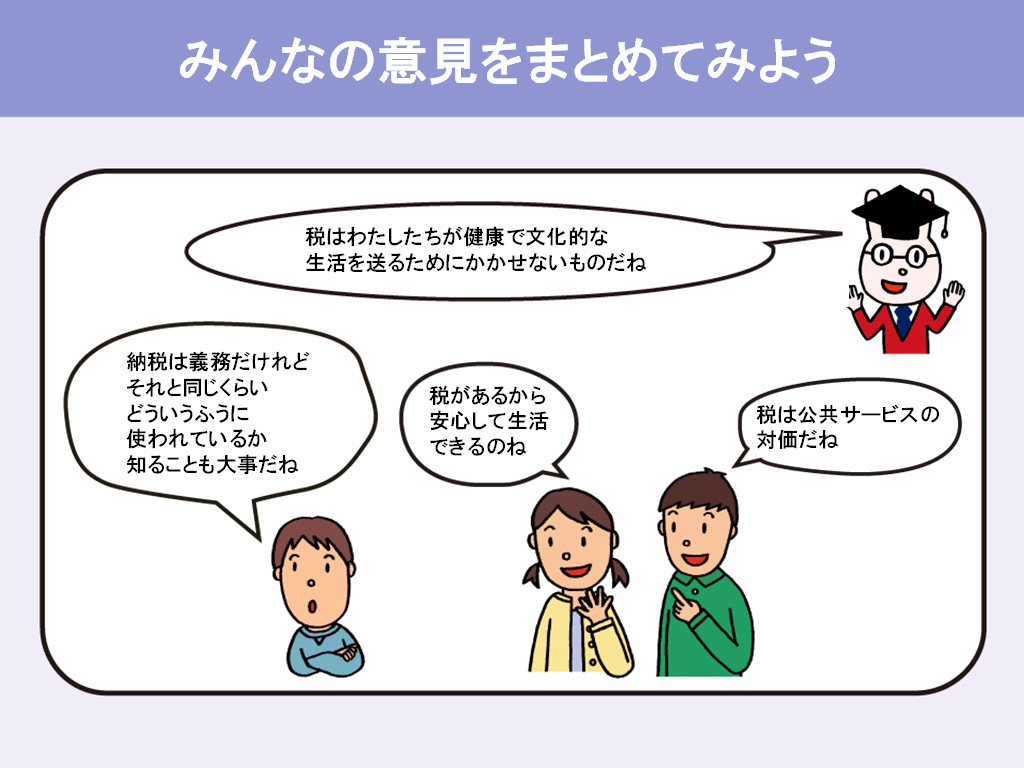 みんなの意見をまとめてみよう
税はわたしたちが健康で文化的な
生活を送るためにかかせないものだね
納税は義務だけれど
それと同じくらい
どういうふうに
使われているか
知ることも大事だね
税があるから
安心して生活
できるのね
税は公共サービスの
対価だね